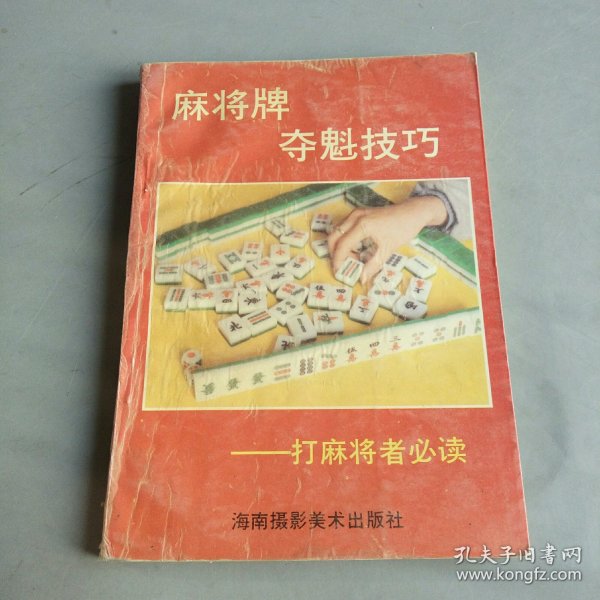 麻将牌
夺魁技巧
——打麻将者必读
海南摄影美术出版社
孔夫子旧书网
www.kongfz.com